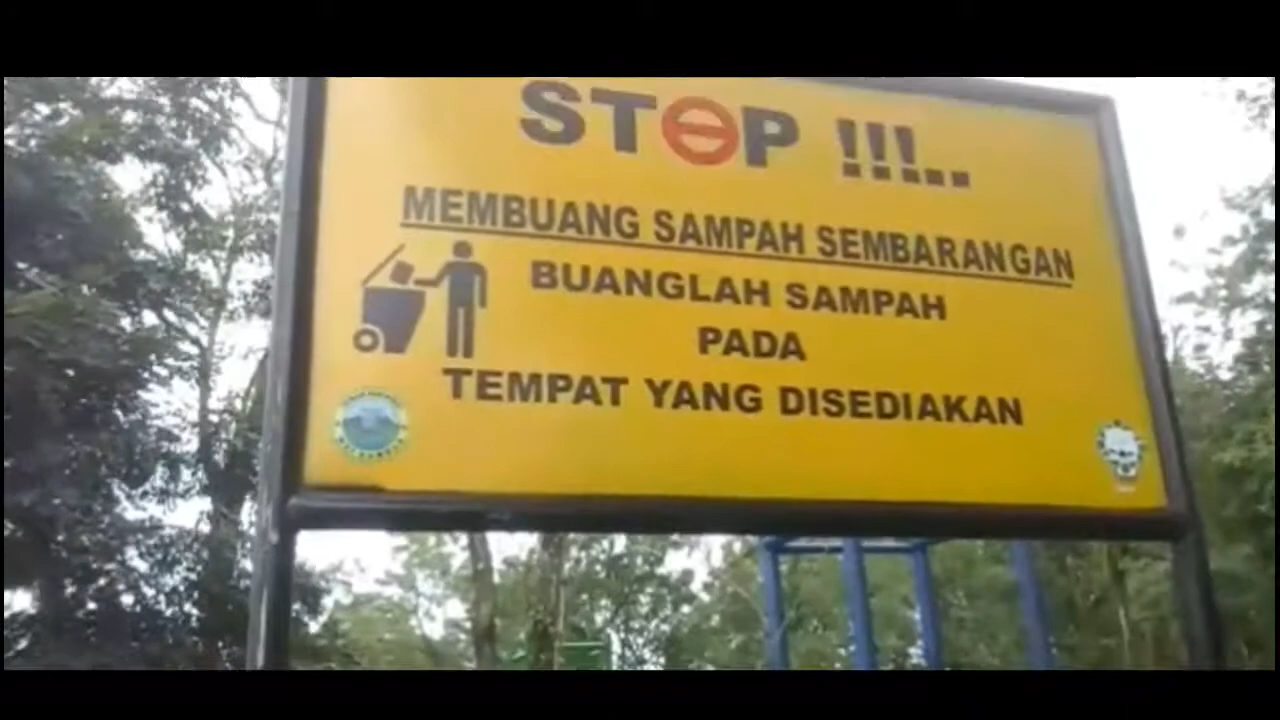 STOP !!!...
MEMBUANG SAMPAH SEMBARANGAN
BUANGLAH SAMPAH
PADA
TEMPAT YANG DISEDIAKAN